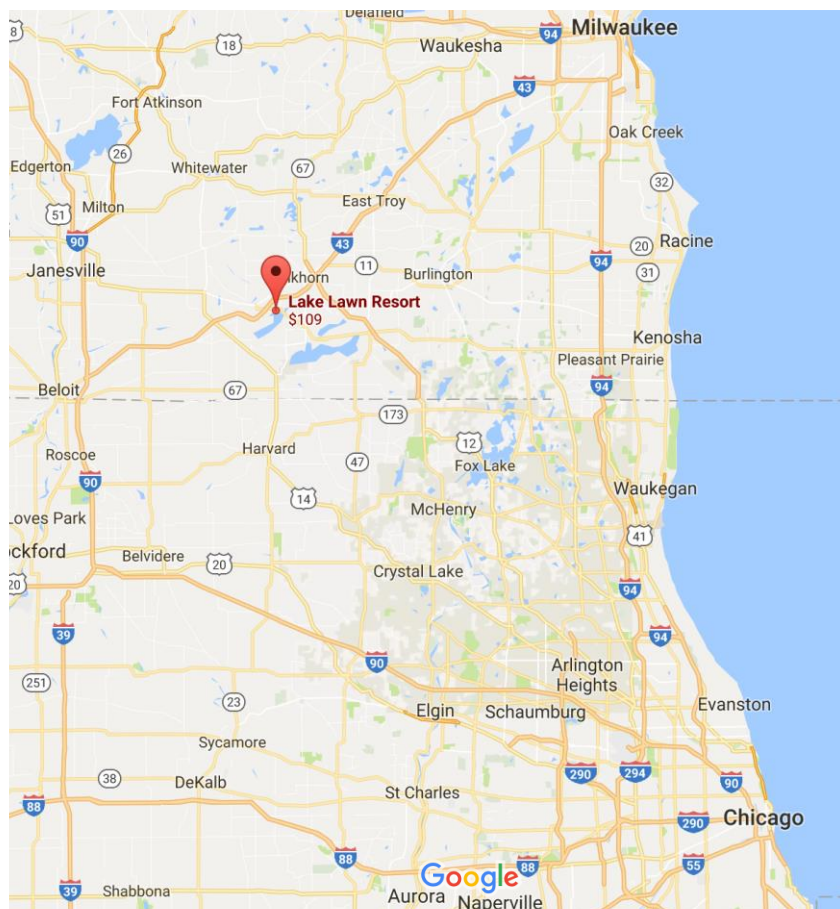 Delafield
Milwaukee
94
8
18
Waukesha
18
43
Fort Atkinson
Oak Creek
26
Edgerton
Whitewater
67
32
51
Milton
East Troy
90
43
20
Racine
Janesville
11
94
31
Burlington
lkhorn
Lake Lawn Resort
$109
Kenosha
Pleasant Prairie
94
Beloit
67
173
12
Roscoe
Harvard
47
Fox Lake
90
14
Waukegan
Loves Park
McHenry
41
ockford
Belvidere
20
Crystal Lake
20
94
39
94
90
Arlington
Heights
251
23
Elgin
Schaumburg
Evanston
Sycamore
38
DeKalb
290
294
90
88
St Charles
290
Chicago
88
Google
88
55
39
Shabbona
Aurora
Naperville